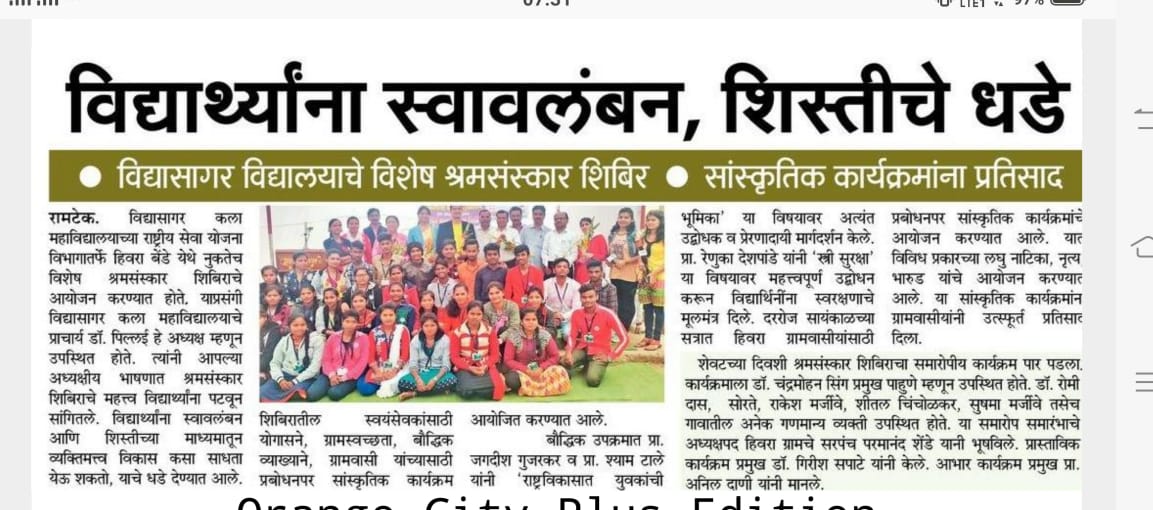 07:31
97%
विद्यार्थ्यांना स्वावलंबन, शिस्तीचे धडे
● विद्यासागर विद्यालयाचे विशेष श्रमसंस्कार शिबिर ● सांस्कृतिक कार्यक्रमांना प्रतिसाद
रामटेक. विद्यासागर कला
महाविद्यालयाच्या राष्ट्रीय सेवा योजना
विभागातर्फे हिवरा बेंडे येथे नुकतेच
विशेष श्रमसंस्कार शिबिराचे
आयोजन करण्यात होते. याप्रसंगी
विद्यासागर कला महाविद्यालयाचे
प्राचार्य डॉ. पिल्लई हे अध्यक्ष म्हणून
उपस्थित होते. त्यांनी आपल्या
अध्यक्षीय भाषणात श्रमसंस्कार
शिबिराचे महत्त्व विद्यार्थ्यांना पटवून
सांगितले. विद्यार्थ्यांना स्वावलंबन
आणि शिस्तीच्या माध्यमातून
व्यक्तिमत्त्व विकास कसा साधता
येऊ शकतो, याचे धडे देण्यात आले.
शिबिरातील स्वयंसेवकांसाठी
योगासने, ग्रामस्वच्छता, बौद्धिक
व्याख्याने, ग्रामवासी यांच्यासाठी
प्रबोधनपर सांस्कृतिक कार्यक्रम
आयोजित करण्यात आले.
बौद्धिक उपक्रमात प्रा.
जगदीश गुजरकर व प्रा. श्याम टाले
यांनी 'राष्ट्रविकासात युवकांची
भूमिका' या विषयावर अत्यंत
उद्बोधक व प्रेरणादायी मार्गदर्शन केले.
प्रा. रेणुका देशपांडे यांनी 'स्त्री सुरक्षा'
या विषयावर महत्त्वपूर्ण उद्बोधन
करून विद्यार्थिनींना स्वरक्षणाचे
मूलमंत्र दिले. दररोज सायंकाळच्या
सत्रात हिवरा ग्रामवासीयांसाठी
प्रबोधनपर सांस्कृतिक कार्यक्रमांचे
आयोजन करण्यात आले. यात
विविध प्रकारच्या लघु नाटिका, नृत्य,
भारुड यांचे आयोजन करण्यात
आले. या सांस्कृतिक कार्यक्रमांन
ग्रामवासीयांनी उत्स्फूर्त प्रतिसाद
दिला.
शेवटच्या दिवशी श्रमसंस्कार शिबिराचा समारोपीय कार्यक्रम पार पडला.
कार्यक्रमाला डॉ. चंद्रमोहन सिंग प्रमुख पाहुणे म्हणून उपस्थित होते. डॉ. रोमी
दास, सोरते, राकेश मर्जीवे, शीतल चिंचोळकर, सुषमा मर्जीवे तसेच
गावातील अनेक गणमान्य व्यक्ती उपस्थित होते. या समारोप समारंभाचे
अध्यक्षपद हिवरा ग्रामचे सरपंच परमानंद शेंडे यानी भूषविले. प्रास्ताविक
कार्यक्रम प्रमुख डॉ. गिरीश सपाटे यांनी केले. आभार कार्यक्रम प्रमुख प्रा.
अनिल दाणी यांनी मानले.
Orange City Plus Edition